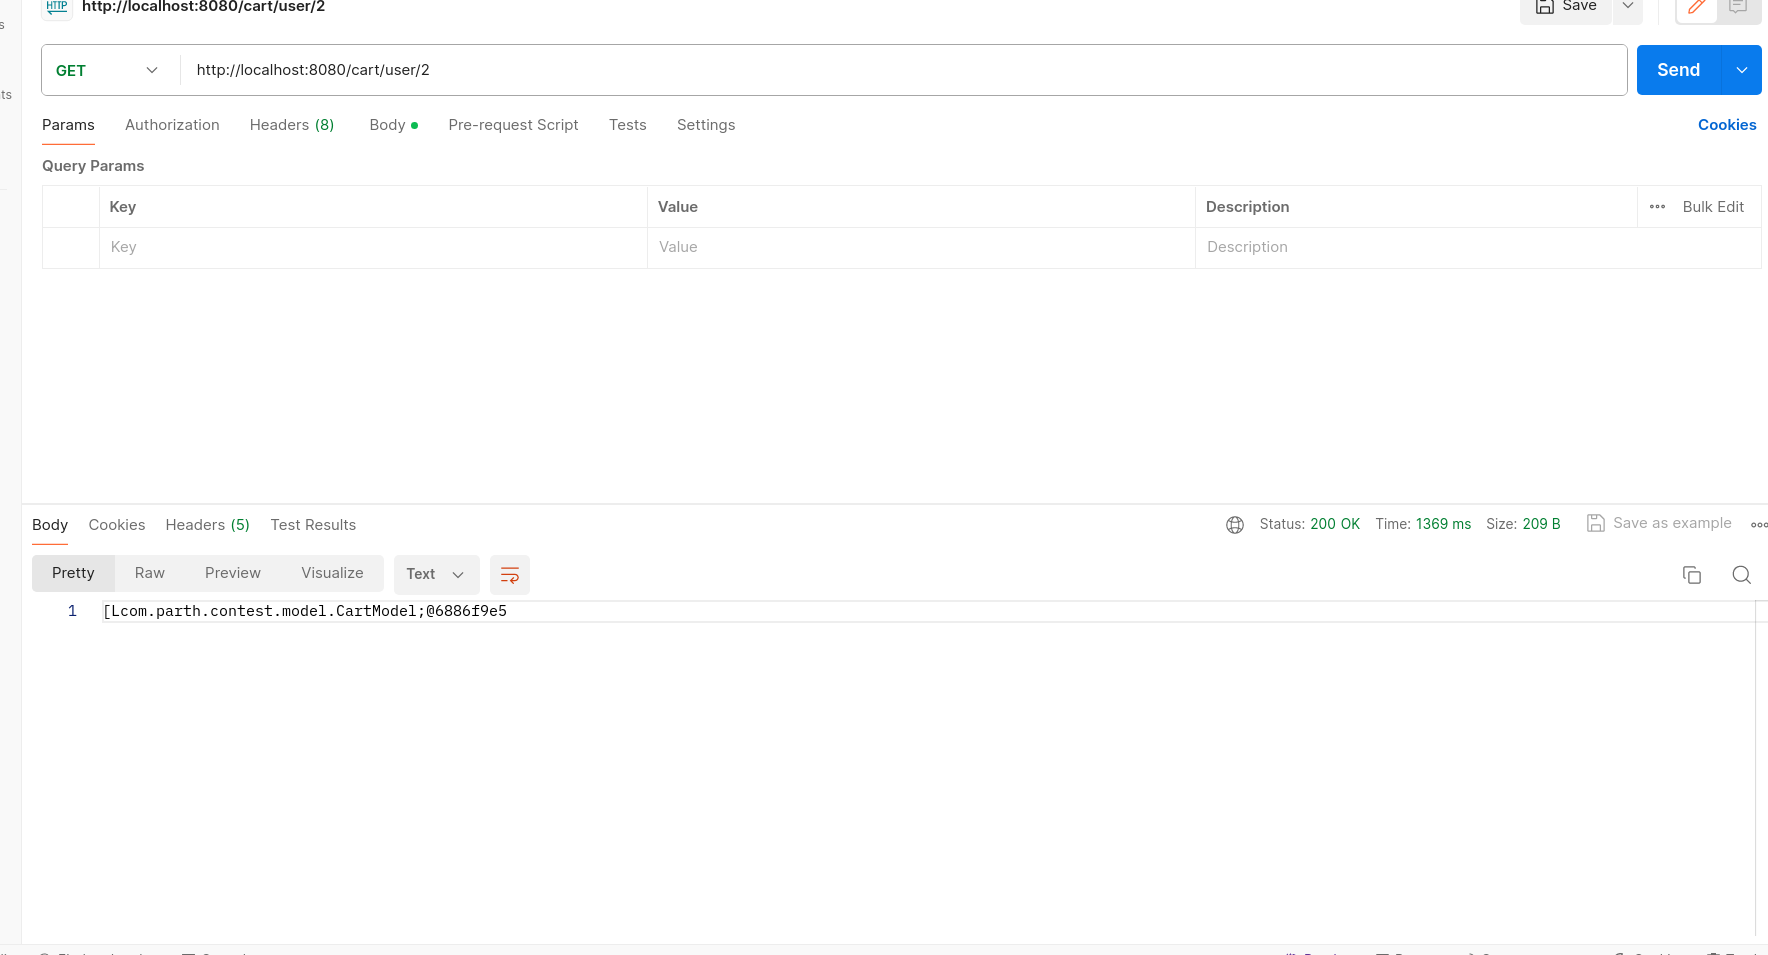 HTTP http://localhost:8080/cart/user/2 Save
s
GET http://localhost:8080/cart/user/2 Send
ts
Params Authorization Headers (8) Body Pre-request Script Tests Settings Cookies
Query Params
Key Value Description Bulk Edit
Key Value Description
Body Cookies Headers (5) Test Results Status: 200 OK Time: 1369 ms Size: 209 B Save as example
Pretty Raw Preview Visualize Text
1 [Lcom.parth.contest.model.CartModel;@6886f9e5